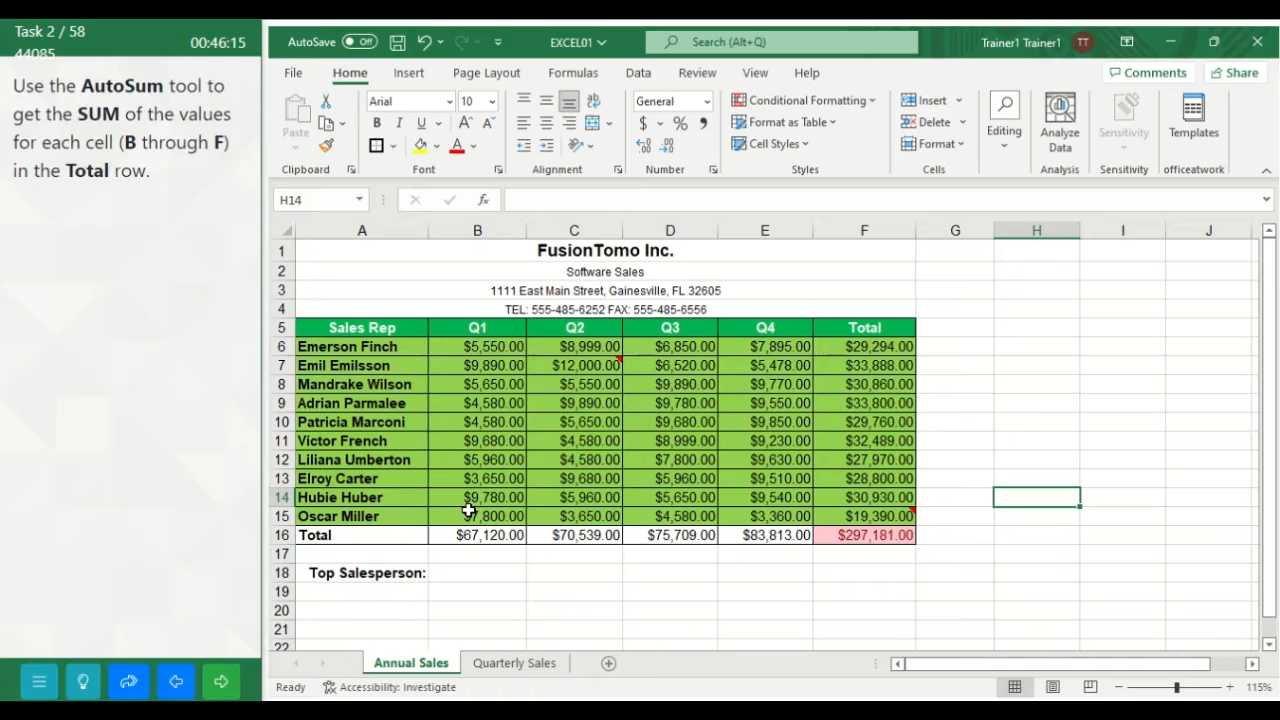 Task 2 / 58
44085
00:46:15
Use the AutoSum tool to
get the SUM of the values
for each cell (B through F)
in the Total row.
AutoSave Off
EXCEL01
Search (Alt+Q)
Trainer1 Trainer1 TT
File Home Insert Page Layout Formulas Data Review View Help
Comments Share
Paste
Clipboard
Arial 10
B I U A A
A
Font
ab
Alignment
General
$ % 9
Number
Conditional Formatting
Format as Table
Cell Styles
Styles
Insert
Delete
Format
Cells
Editing
Analyze
Data
Analysis
Sensitivity
Sensitivity
Templates
officeatwork
H14 fx
A B C D E F G H I J
1 FusionTomo Inc.
2 Software Sales
3 1111 East Main Street, Gainesville, FL 32605
4 TEL: 555-485-6252 FAX: 555-485-6556
5 Sales Rep Q1 Q2 Q3 Q4 Total
6 Emerson Finch $5,550.00 $8,999.00 $6,850.00 $7,895.00 $29,294.00
7 Emil Emilsson $9,890.00 $12,000.00 $6,520.00 $5,478.00 $33,888.00
8 Mandrake Wilson $5,650.00 $5,550.00 $9,890.00 $9,770.00 $30,860.00
9 Adrian Parmalee $4,580.00 $9,890.00 $9,780.00 $9,550.00 $33,800.00
10 Patricia Marconi $4,580.00 $5,650.00 $9,680.00 $9,850.00 $29,760.00
11 Victor French $9,680.00 $4,580.00 $8,999.00 $9,230.00 $32,489.00
12 Liliana Umberton $5,960.00 $4,580.00 $7,800.00 $9,630.00 $27,970.00
13 Elroy Carter $3,650.00 $9,680.00 $5,960.00 $9,510.00 $28,800.00
14 Hubie Huber $9,780.00 $5,960.00 $5,650.00 $9,540.00 $30,930.00
15 Oscar Miller $7,800.00 $3,650.00 $4,580.00 $3,360.00 $19,390.00
16 Total $67,120.00 $70,539.00 $75,709.00 $83,813.00 $297,181.00
17
18 Top Salesperson:
19
20
21
22
Annual Sales Quarterly Sales
Ready Accessibility: Investigate
115%